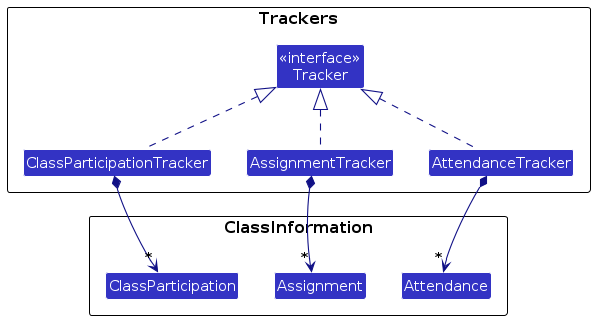 Trackers
«interface»
Tracker
ClassParticipationTracker
AssignmentTracker
AttendanceTracker
ClassInformation
*
*
*
ClassParticipation
Assignment
Attendance